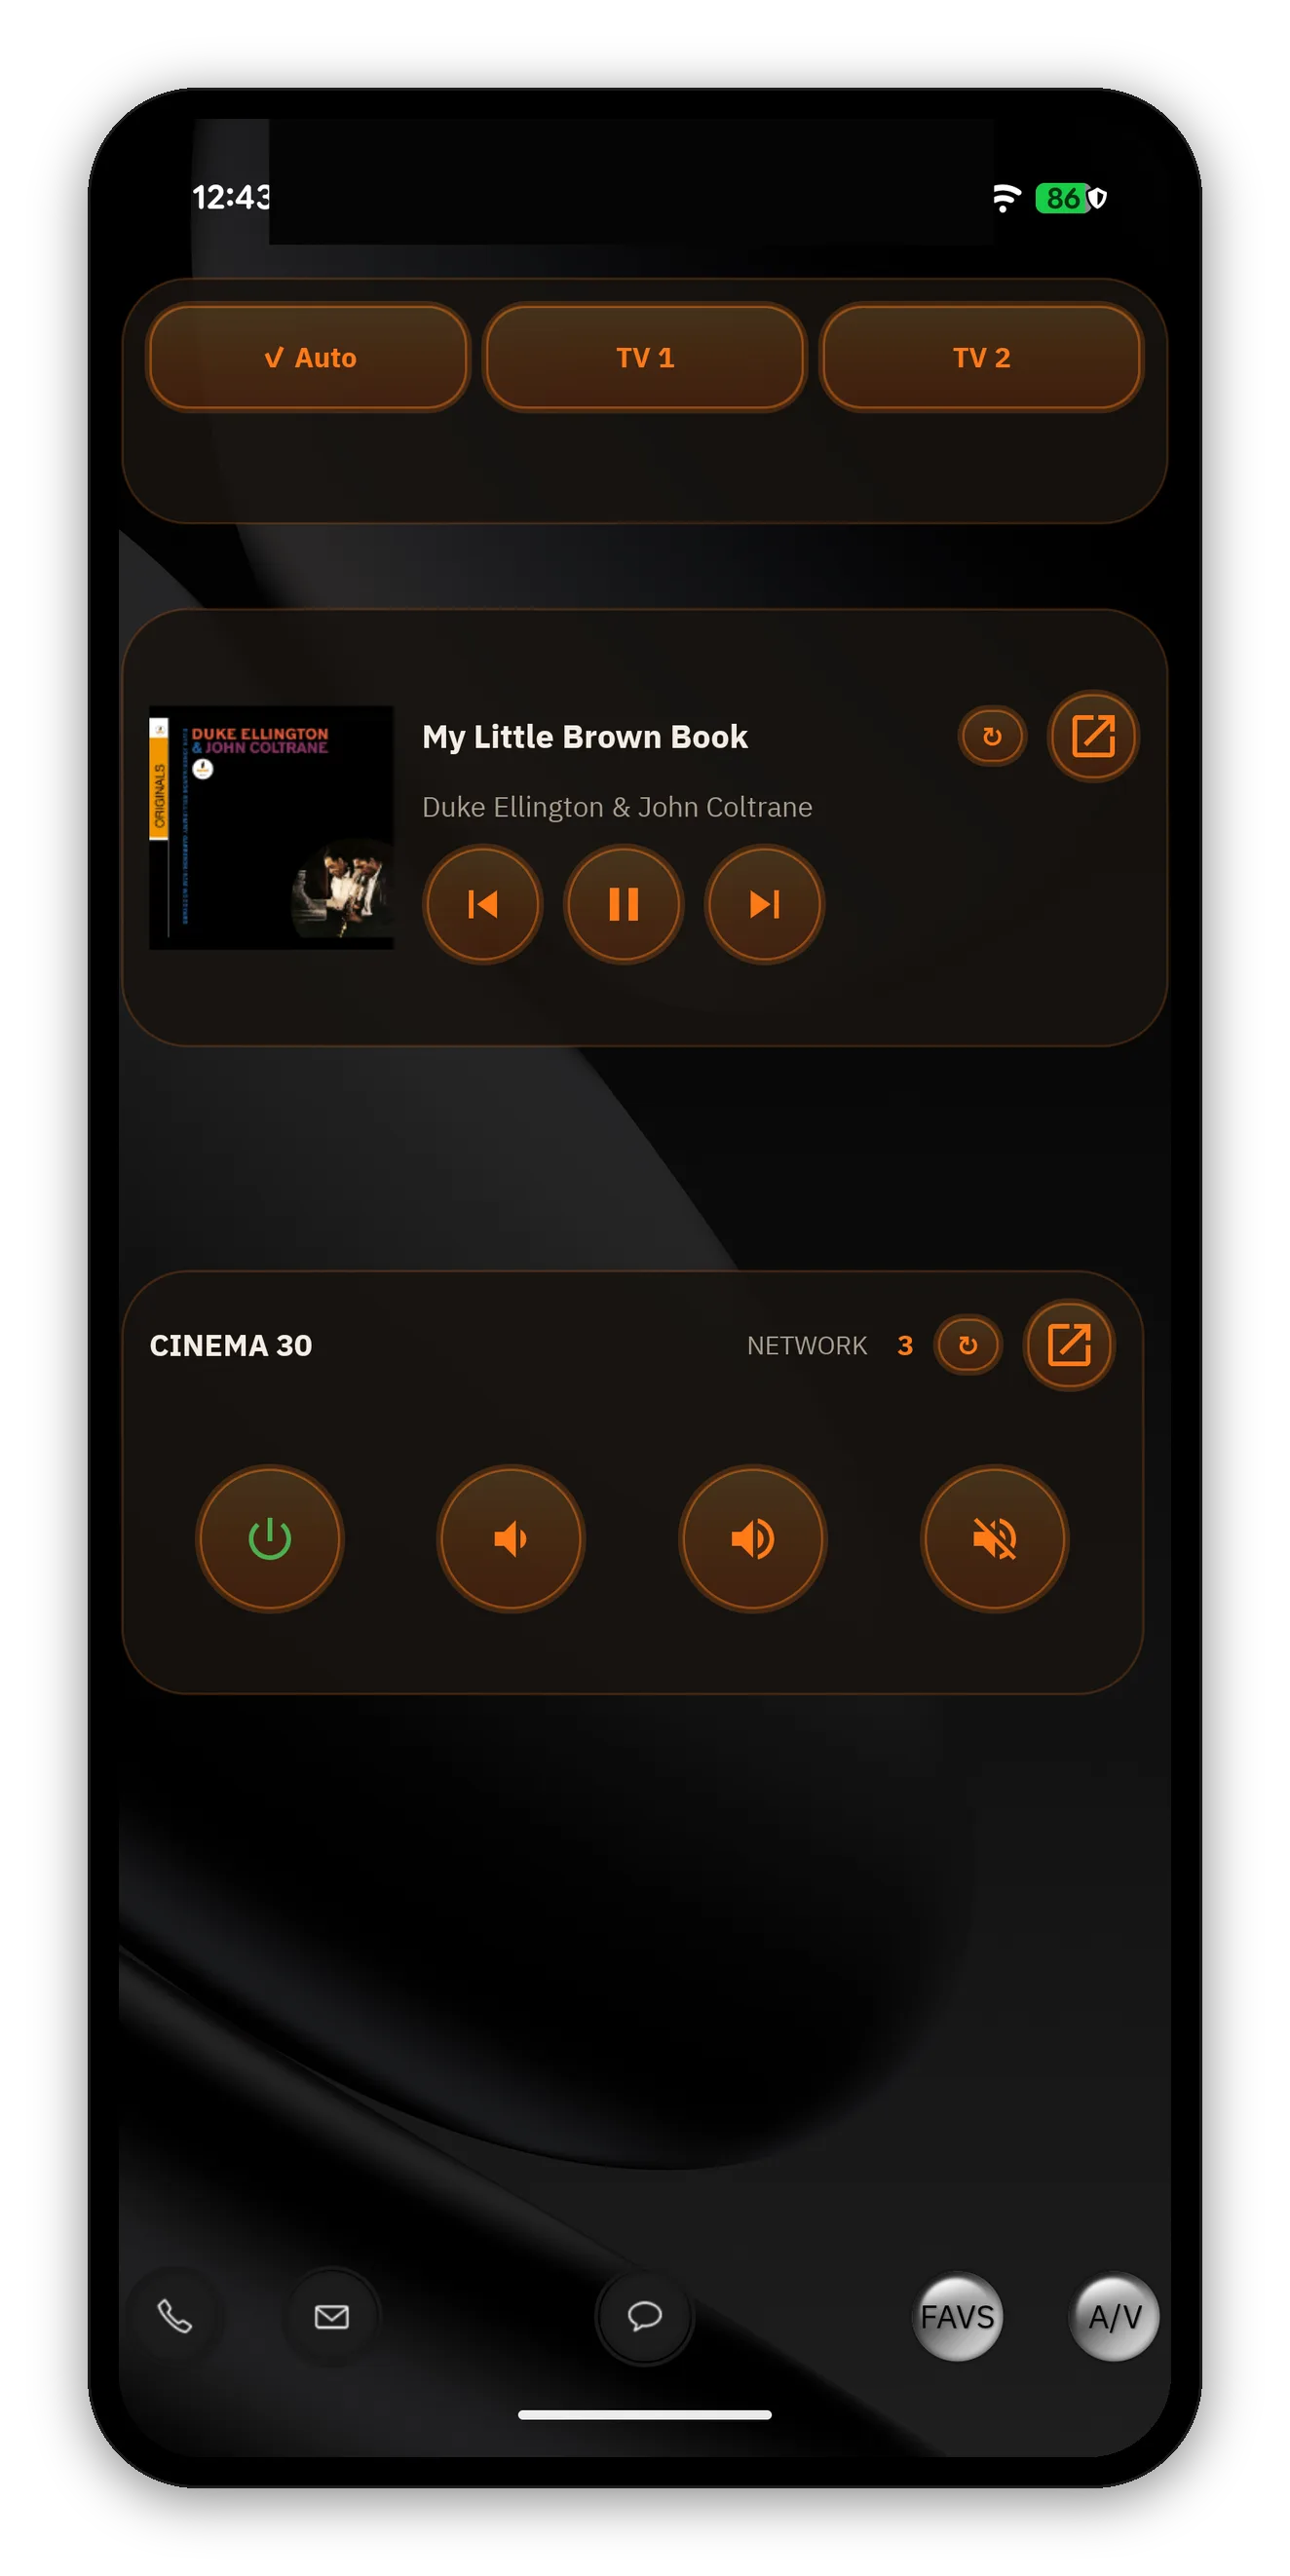 12:43
86
✓ Auto
TV 1
TV 2
ORIGINALS
DUKE ELLINGTON
& JOHN COLTRANE
My Little Brown Book
Duke Ellington & John Coltrane
CINEMA 30
NETWORK 3
FAVS
A/V